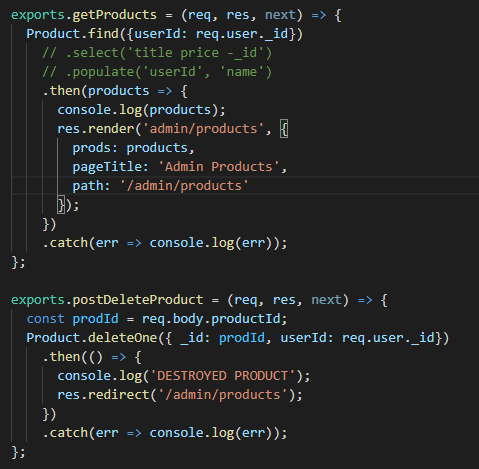 exports.getProducts = (req, res, next) => {
  Product.find({userId: req.user._id})
    // .select('title price -_id')
    // .populate('userId', 'name')
    .then(products => {
      console.log(products);
      res.render('admin/products', {
        prods: products,
        pageTitle: 'Admin Products',
        path: '/admin/products'
      });
    })
    .catch(err => console.log(err));
};

exports.postDeleteProduct = (req, res, next) => {
  const prodId = req.body.productId;
  Product.deleteOne({ _id: prodId, userId: req.user._id})
    .then(() => {
      console.log('DESTROYED PRODUCT');
      res.redirect('/admin/products');
    })
    .catch(err => console.log(err));
};